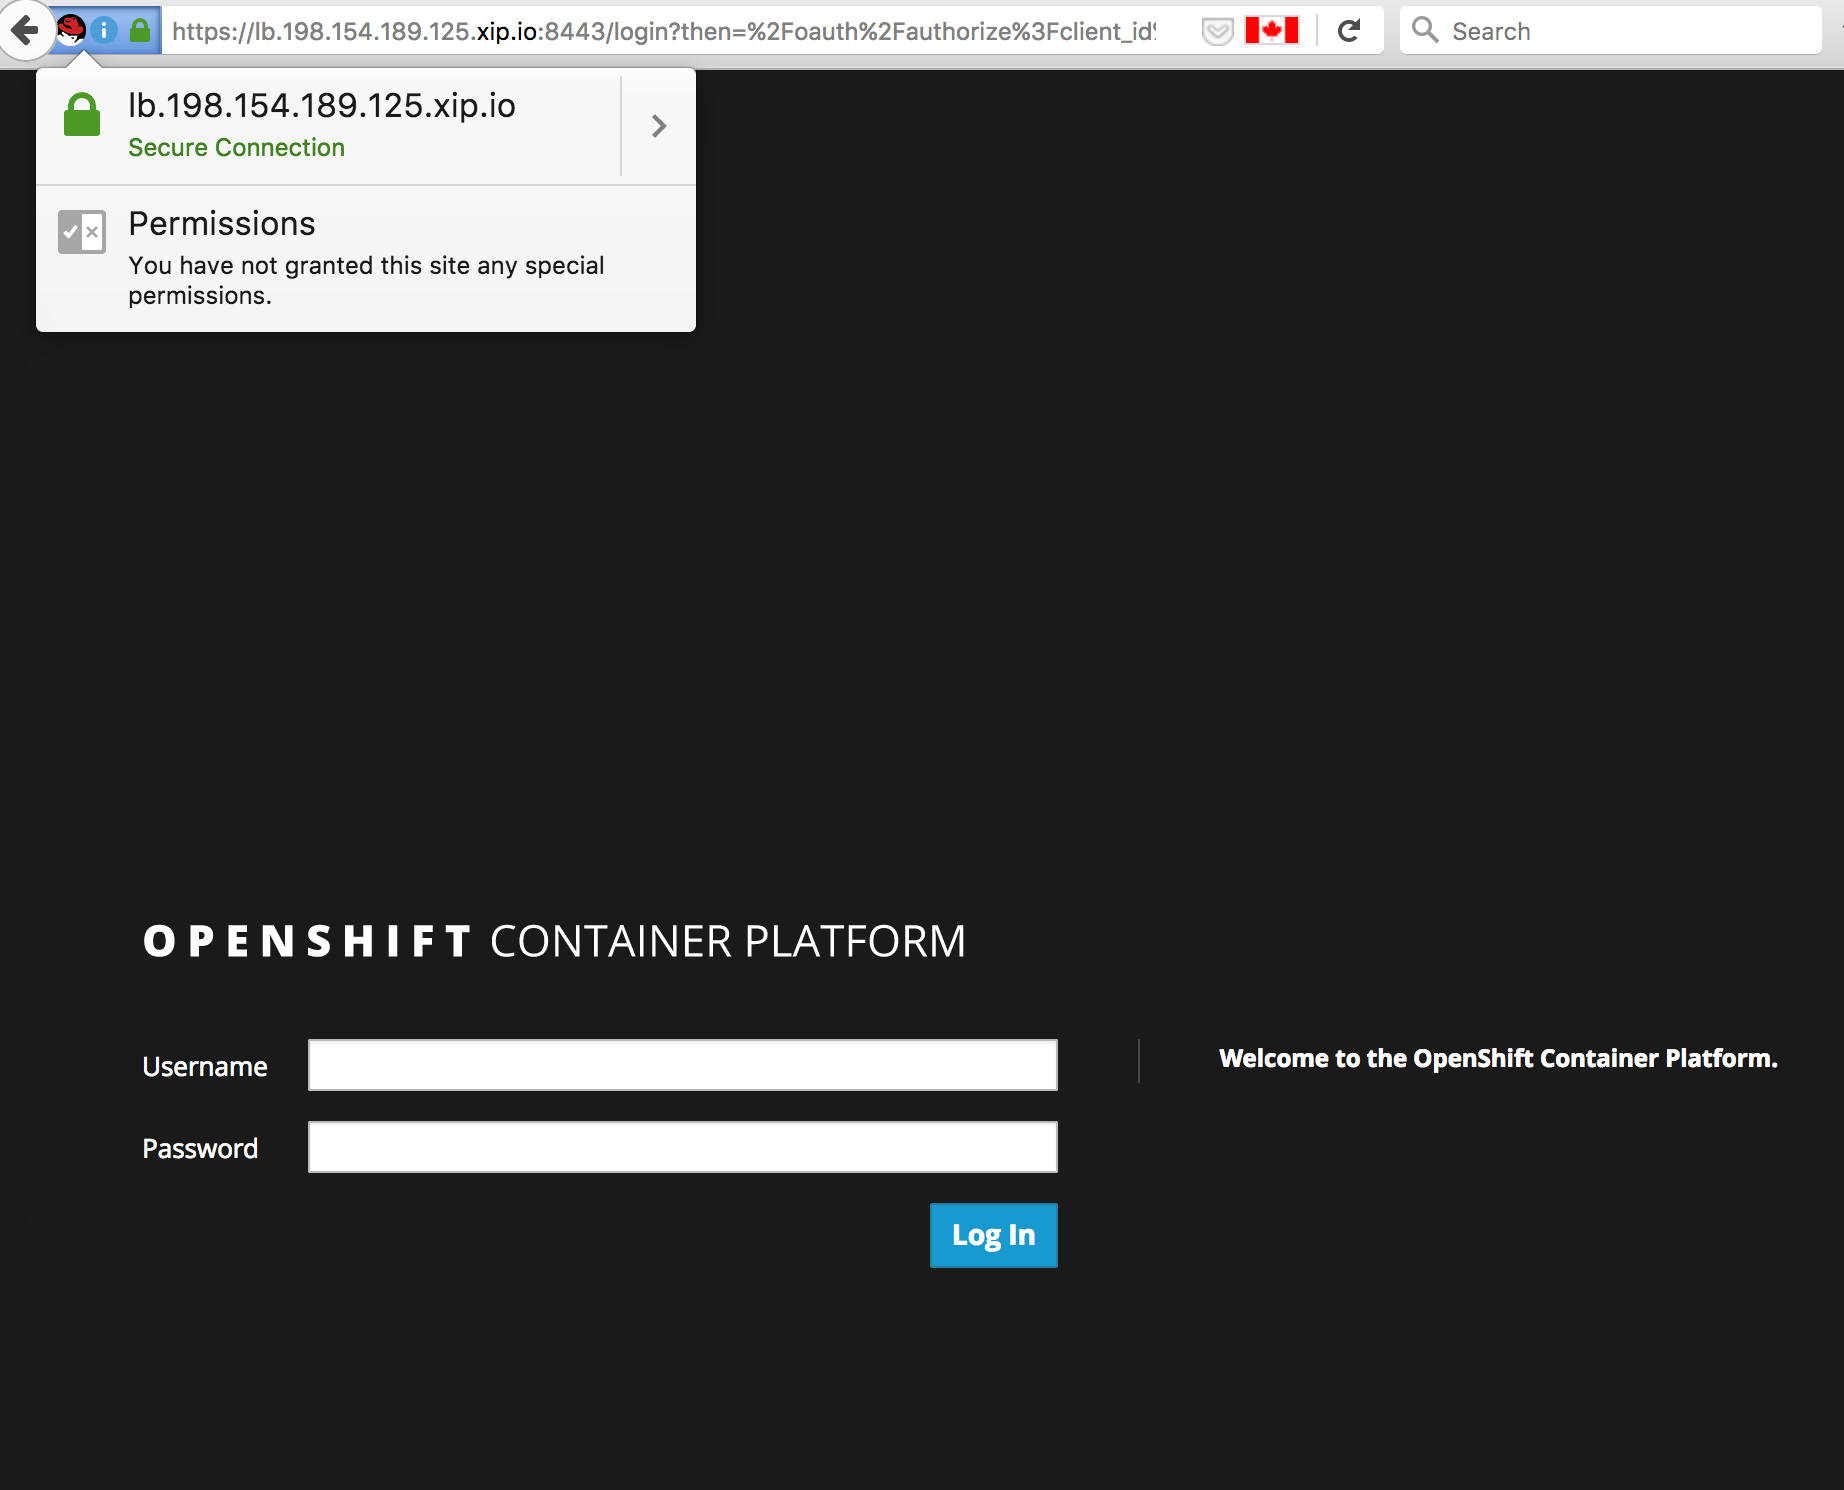 https://lb.198.154.189.125.xip.io:8443/login?then=%2Foauth%2Fauthorize%3Fclient_id
Search
lb.198.154.189.125.xip.io
Secure Connection
Permissions
You have not granted this site any special
permissions.
OPENSHIFT CONTAINER PLATFORM
Username
Welcome to the OpenShift Container Platform.
Password
Log In